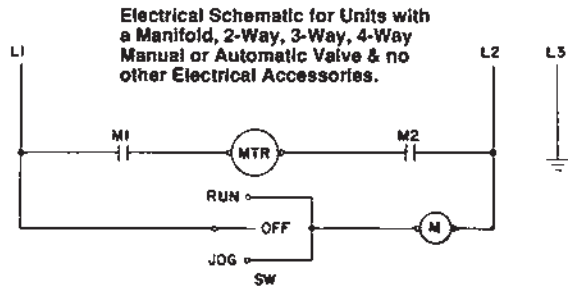 Electrical Schematic for Units with
a Manifold, 2-Way, 3-Way, 4-Way
Manual or Automatic Valve & no
other Electrical Accessories.
L1
L2
L3
M1
MTR
M2
RUN
OFF
M
JOG
SW